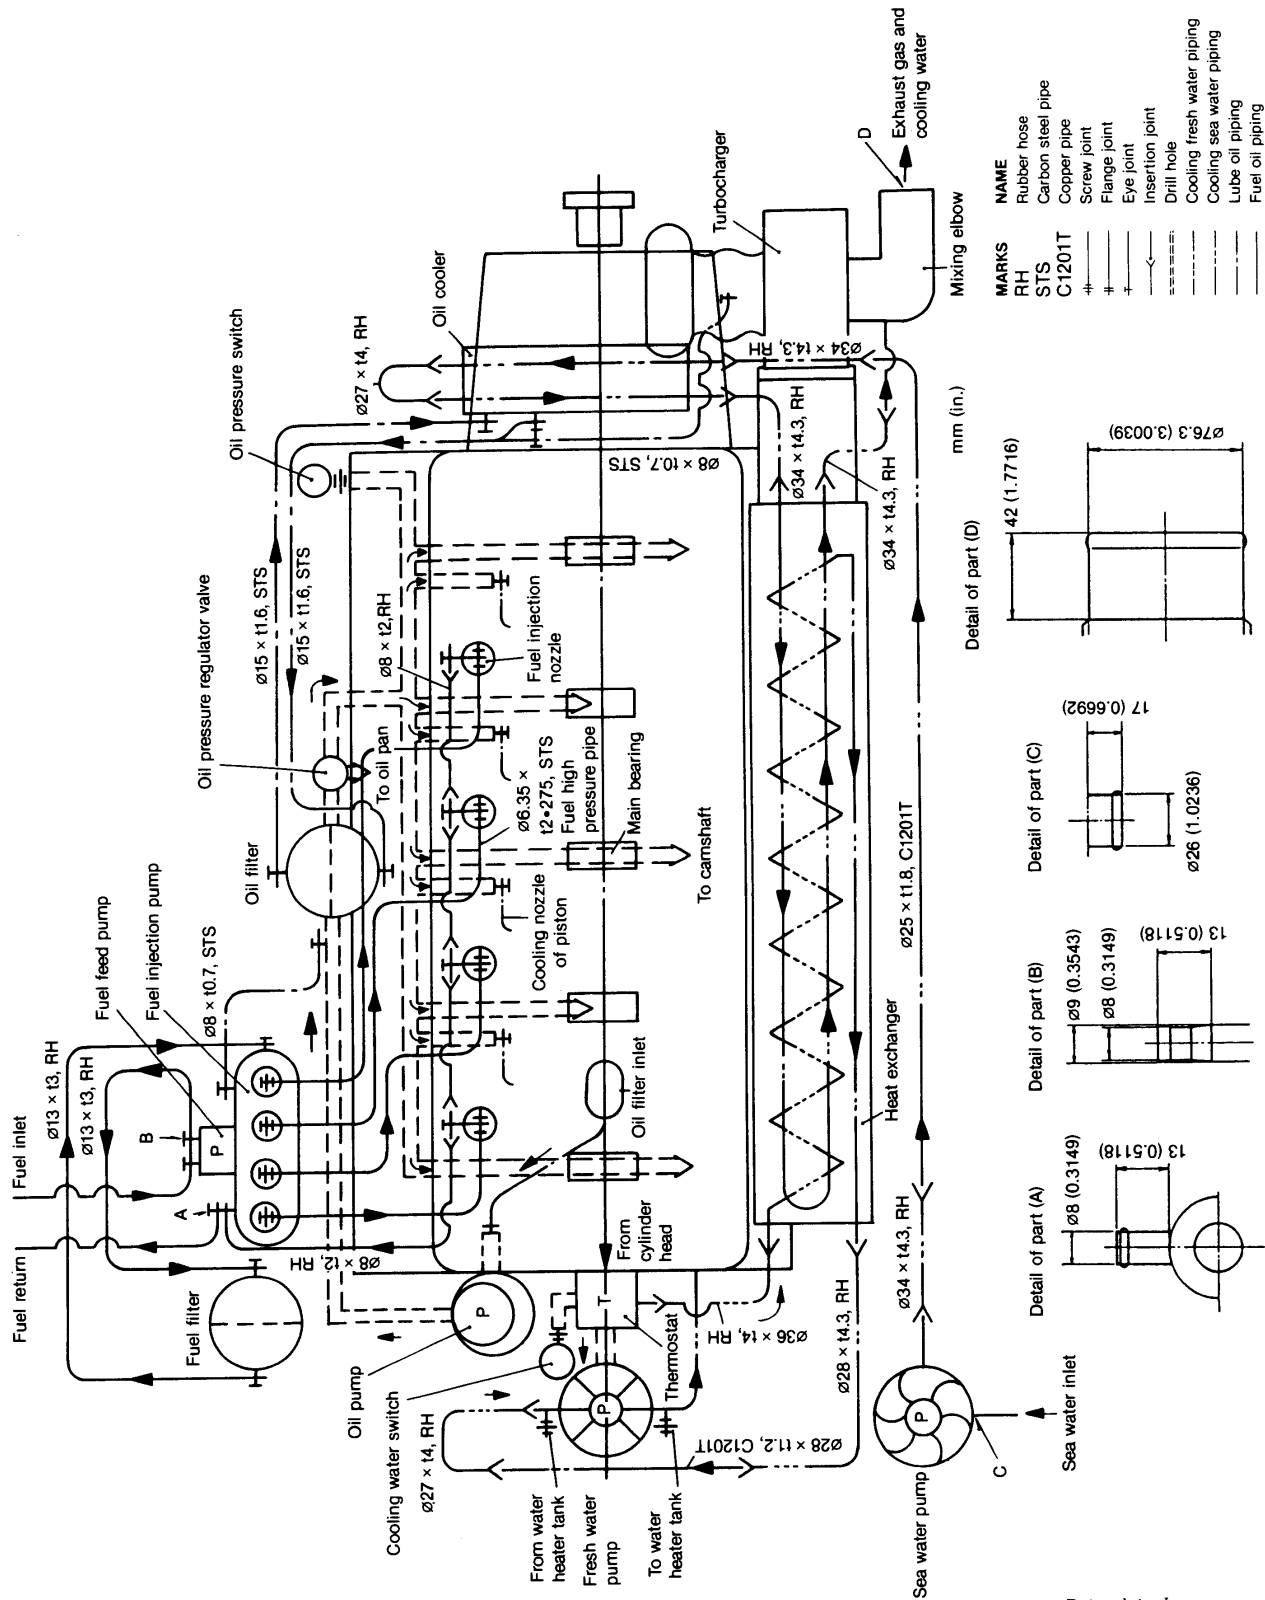 Fuel inlet
Fuel return
Ø13 × t3, RH
Ø13 × t3, RH
Fuel feed pump
Fuel injection pump
Ø8 × t0.7, STS
B
A
P
Ø8 × t2, RH
Fuel filter
Oil filter
Oil pressure regulator valve
Ø15 × t1.6, STS
Ø15 × t1.6, STS
Oil pressure switch
Ø27 × t4, RH
Oil cooler
Turbocharger
D
Exhaust gas and
cooling water
Mixing elbow
To oil pan
Ø8 × t2,RH
Fuel injection
nozzle
Ø6.35 ×
t2•275, STS
Fuel high
pressure pipe
Main bearing
Cooling nozzle
of piston
To camshaft
Ø8 × t0.7, STS
Ø34 × t4.3, RH
Ø34 × t4.3, RH
Ø34 × t4.3, RH
Oil filter inlet
From
cylinder
head
P
T
P
Oil pump
Cooling water switch
Ø27 × t4, RH
Thermostat
Ø36 × t4, RH
Ø28 × t4.3, RH
Ø28 × t1.2, C1201T
From water
heater tank
Fresh water
pump
To water
heater tank
Heat exchanger
Ø25 × t1.8, C1201T
Ø34 × t4.3, RH
P
Sea water pump
C
Sea water inlet
mm (in.)
Detail of part (A)
Ø8 (0.3149)
13 (0.5118)
Detail of part (B)
Ø9 (0.3543)
Ø8 (0.3149)
13 (0.5118)
Detail of part (C)
17 (0.6692)
Ø26 (1.0236)
Detail of part (D)
42 (1.7716)
Ø76.3 (3.0039)
MARKS NAME
RH Rubber hose
STS Carbon steel pipe
C1201T Copper pipe
Screw joint
Flange joint
Eye joint
Insertion joint
Drill hole
Cooling fresh water piping
Cooling sea water piping
Lube oil piping
Fuel oil piping